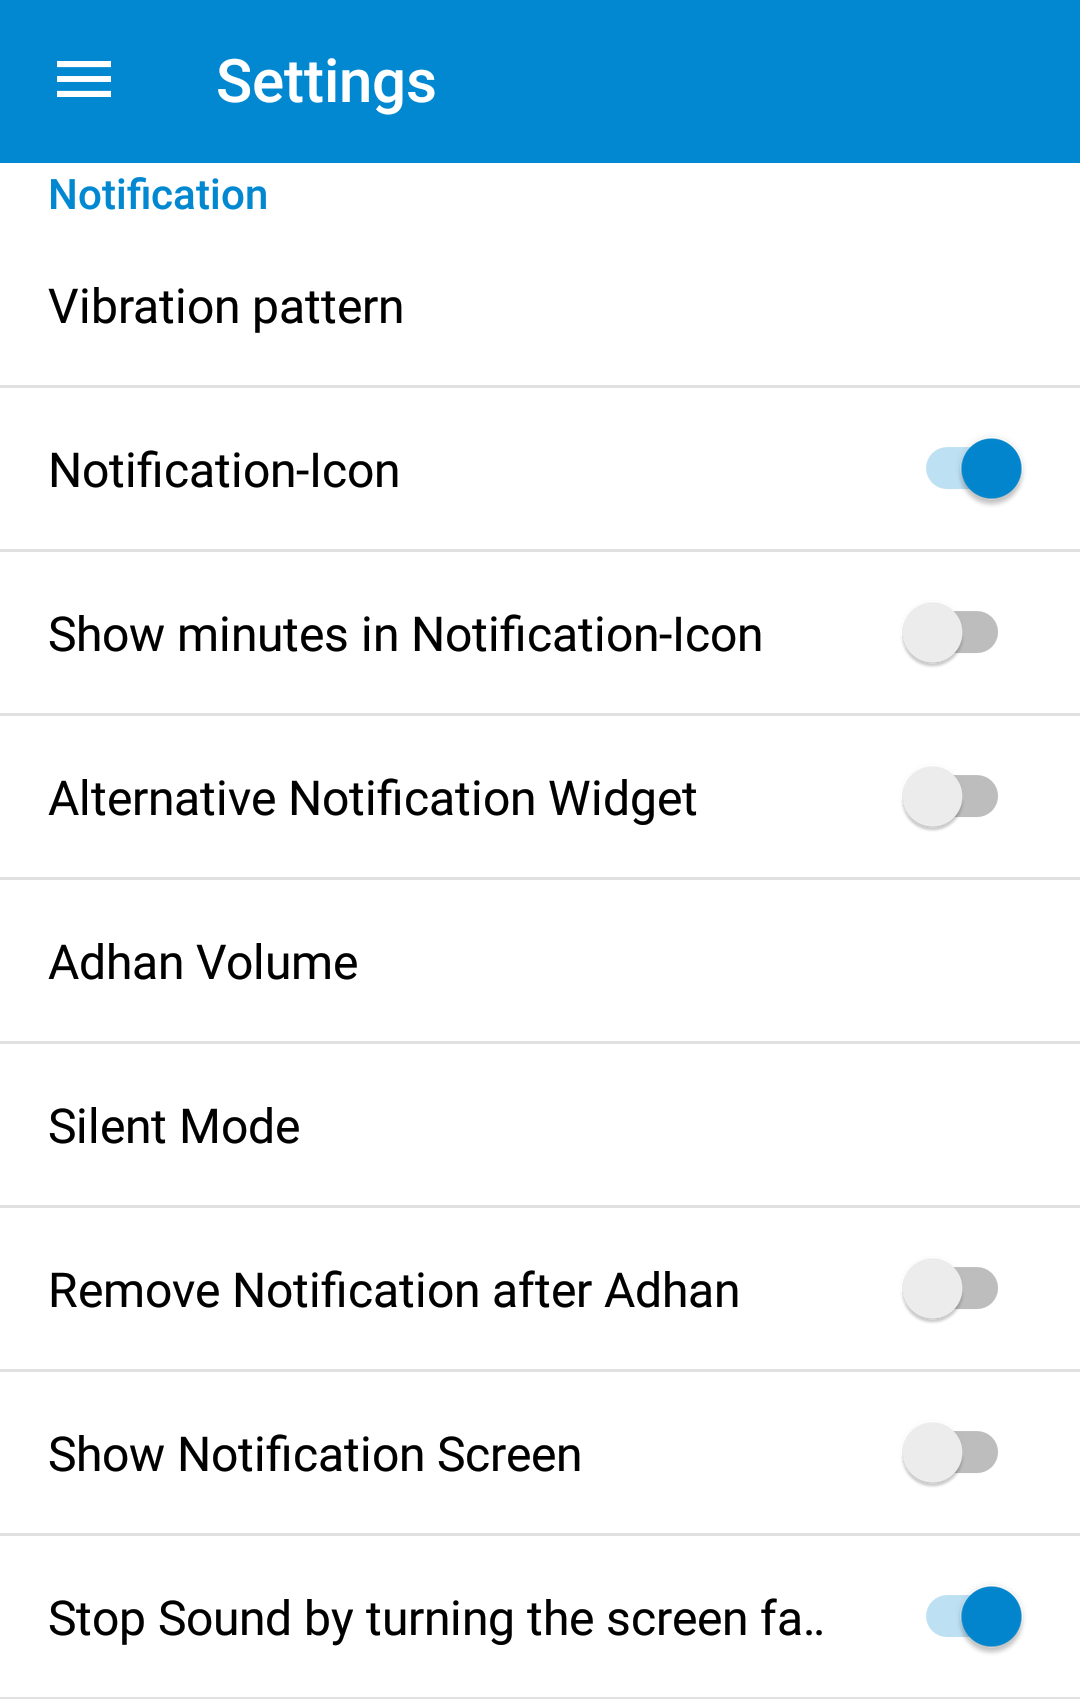 Settings
Notification
Vibration pattern
Notification-Icon
Show minutes in Notification-Icon
Alternative Notification Widget
Adhan Volume
Silent Mode
Remove Notification after Adhan
Show Notification Screen
Stop Sound by turning the screen fa..